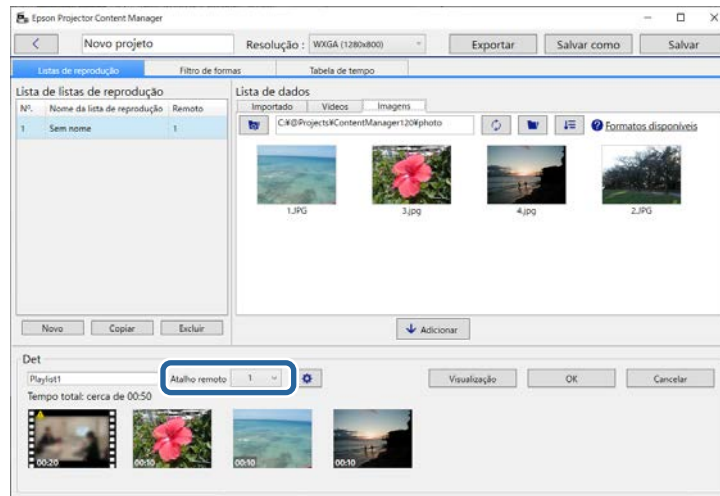 Epson Projector Content Manager
Novo projeto
Resolução : WXGA (1280x800)
Exportar
Salvar como
Salvar
Listas de reprodução
Filtro de formas
Tabela de tempo
Lista de listas de reprodução
Nº. Nome da lista de reprodução Remoto
1 Sem nome 1
Novo
Copiar
Excluir
Lista de dados
Importado
Vídeos
Imagens
C:¥@Projects¥ContentManager120¥photo
Formatos disponíveis
1.JPG
3.jpg
4.jpg
2.JPG
Adicionar
Det
Playlist1
Atalho remoto 1
Visualização
OK
Cancelar
Tempo total: cerca de 00:50
00:20
00:10
00:10
00:10